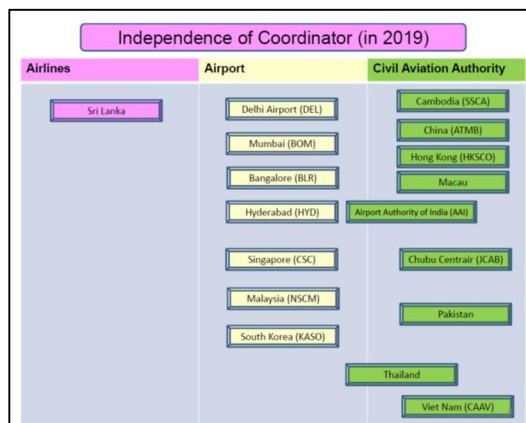 Independence of Coordinator (in 2019)
Airlines
Airport
Civil Aviation Authority
Sri Lanka
Delhi Airport (DEL)
Cambodia (SSCA)
Mumbai (BOM)
China (ATMB)
Hong Kong (HKSCO)
Bangalore (BLR)
Macau
Hyderabad (HYD)
Airport Authority of India (AAI)
Singapore (CSC)
Chubu Centrair (JCAB)
Malaysia (NSCM)
Pakistan
South Korea (KASO)
Thailand
Viet Nam (CAAV)